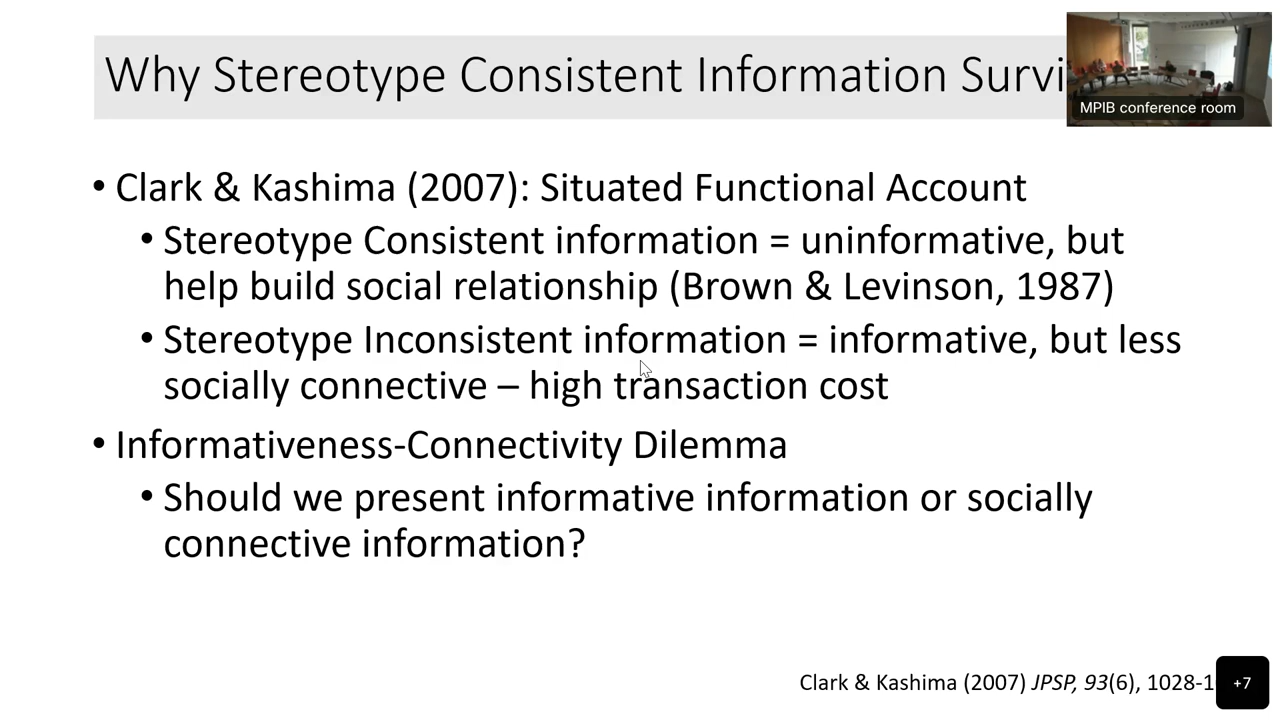 Why Stereotype Consistent Information Survi
MPIB conference room
• Clark & Kashima (2007): Situated Functional Account
• Stereotype Consistent information = uninformative, but
help build social relationship (Brown & Levinson, 1987)
• Stereotype Inconsistent information = informative, but less
socially connective – high transaction cost
• Informativeness-Connectivity Dilemma
• Should we present informative information or socially
connective information?
Clark & Kashima (2007) JPSP, 93(6), 1028-1
+7